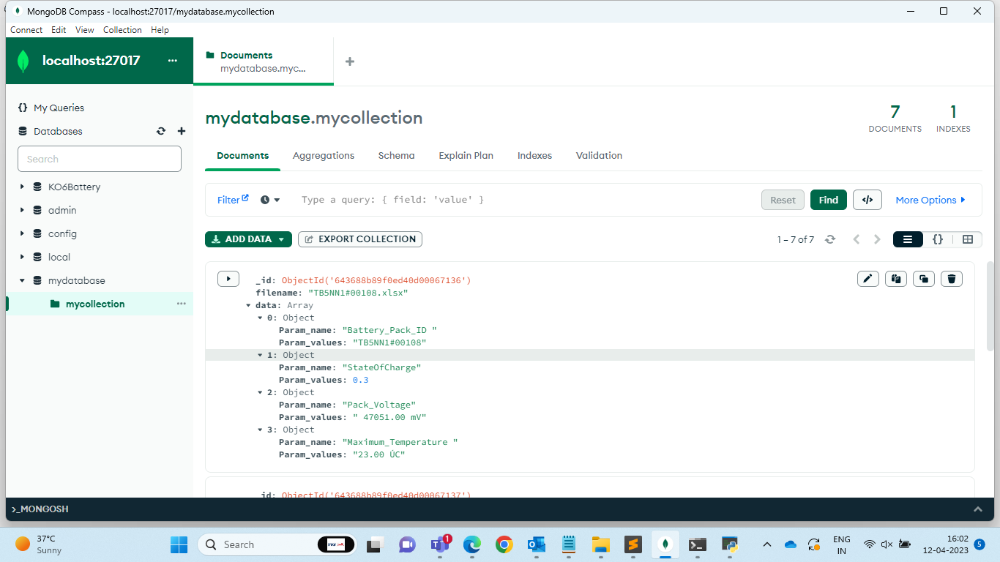 MongoDB Compass - localhost:27017/mydatabase.mycollection
Connect Edit View Collection Help
localhost:27017 ...
Documents
mydatabase.myc...
My Queries
Databases
Search
KO6Battery
admin
config
local
mydatabase
mycollection ...
mydatabase.mycollection
7
DOCUMENTS
1
INDEXES
Documents Aggregations Schema Explain Plan Indexes Validation
Filter Type a query: { field: 'value' } Reset Find </> More Options
ADD DATA EXPORT COLLECTION 1 – 7 of 7 {}
_id: ObjectId('643688b89f0ed40d00067136')
filename: "TB5NN1#00108.xlsx"
data: Array
0: Object
Param_name: "Battery_Pack_ID "
Param_values: "TB5NN1#00108"
1: Object
Param_name: "StateOfCharge"
Param_values: 0.3
2: Object
Param_name: "Pack_Voltage"
Param_values: " 47051.00 mV"
3: Object
Param_name: "Maximum_Temperature "
Param_values: "23.00 ÚC"
_id: ObjectId('643688b89f0ed40d00067137')
>_MONGOSH
37°C
Sunny
Search
TVS
1
ENG
IN
16:02
12-04-2023
5